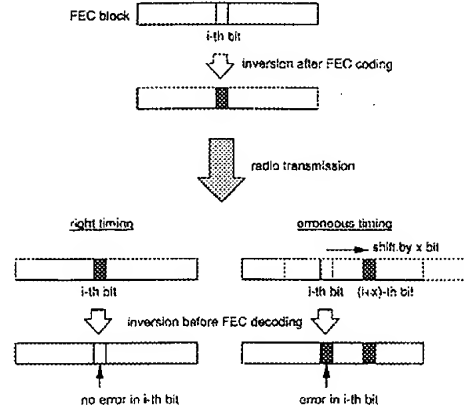 FEC block
i-th bit
inversion after FEC coding
radio transmission
right timing
erroneous timing
shift by x bit
i-th bit
i-th bit
(i+x)-th bit
inversion before FEC decoding
no error in i-th bit
error in i-th bit